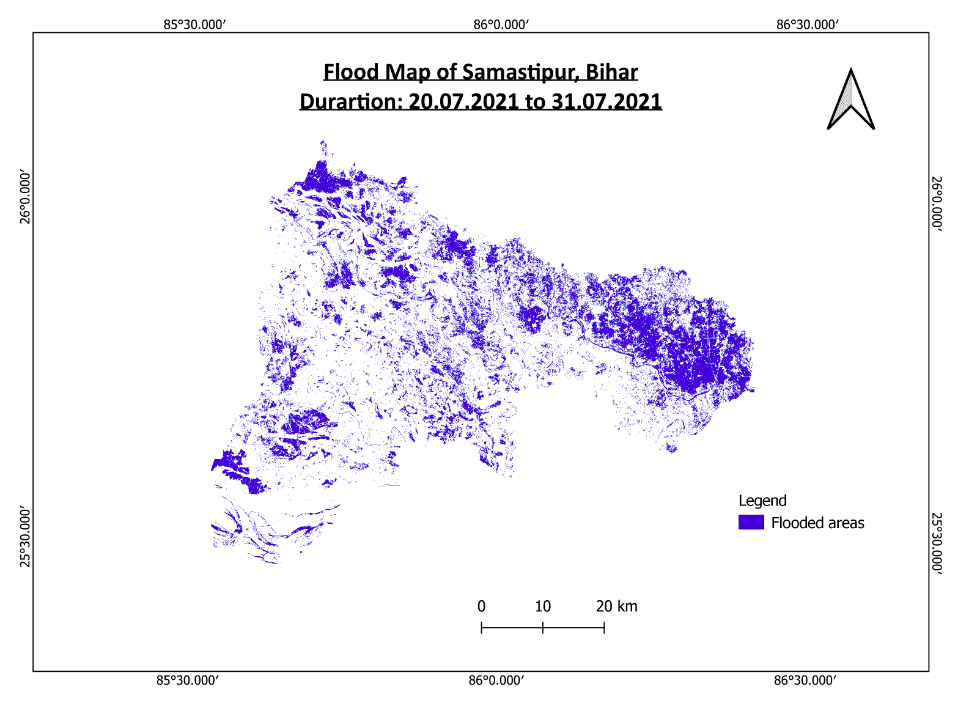 85°30.000′ 86°0.000′ 86°30.000′
Flood Map of Samastipur, Bihar
Durartion: 20.07.2021 to 31.07.2021
26°0.000′
26°0.000′
Legend
Flooded areas
25°30.000′
25°30.000′
0 10 20 km
85°30.000′ 86°0.000′ 86°30.000′